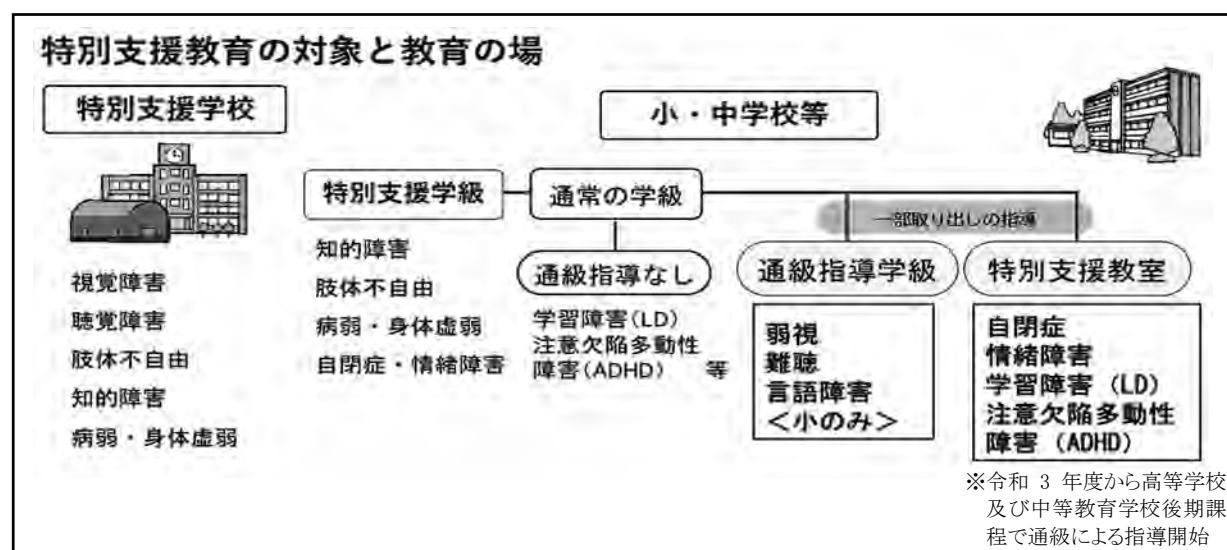 特別支援教育の対象と教育の場
特別支援学校
小・中学校等
視覚障害
聴覚障害
肢体不自由
知的障害
病弱・身体虚弱
特別支援学級
知的障害
肢体不自由
病弱・身体虚弱
自閉症・情緒障害
通常の学級
通級指導なし
学習障害(LD)
注意欠陥多動性
障害(ADHD) 等
一部取り出しの指導
通級指導学級
弱視
難聴
言語障害
<小のみ>
特別支援教室
自閉症
情緒障害
学習障害 (LD)
注意欠陥多動性
障害 (ADHD)
※令和 3 年度から高等学校
及び中等教育学校後期課
程で通級による指導開始